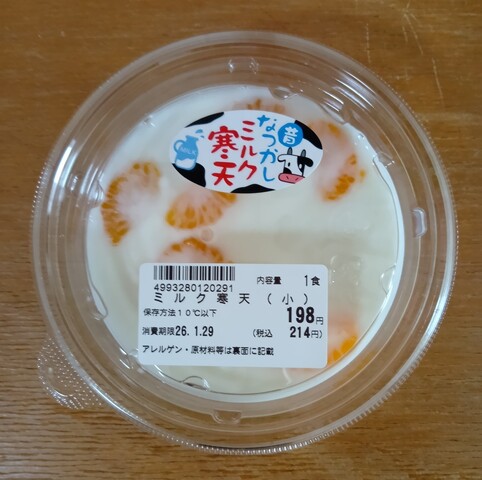 昔
なつかし
ミルク
寒天
4993280120291
内容量 1食
ミルク寒天(小)
保存方法10℃以下
198円
消費期限26.1.29
(税込 214円)
アレルゲン・原材料等は裏面に記載